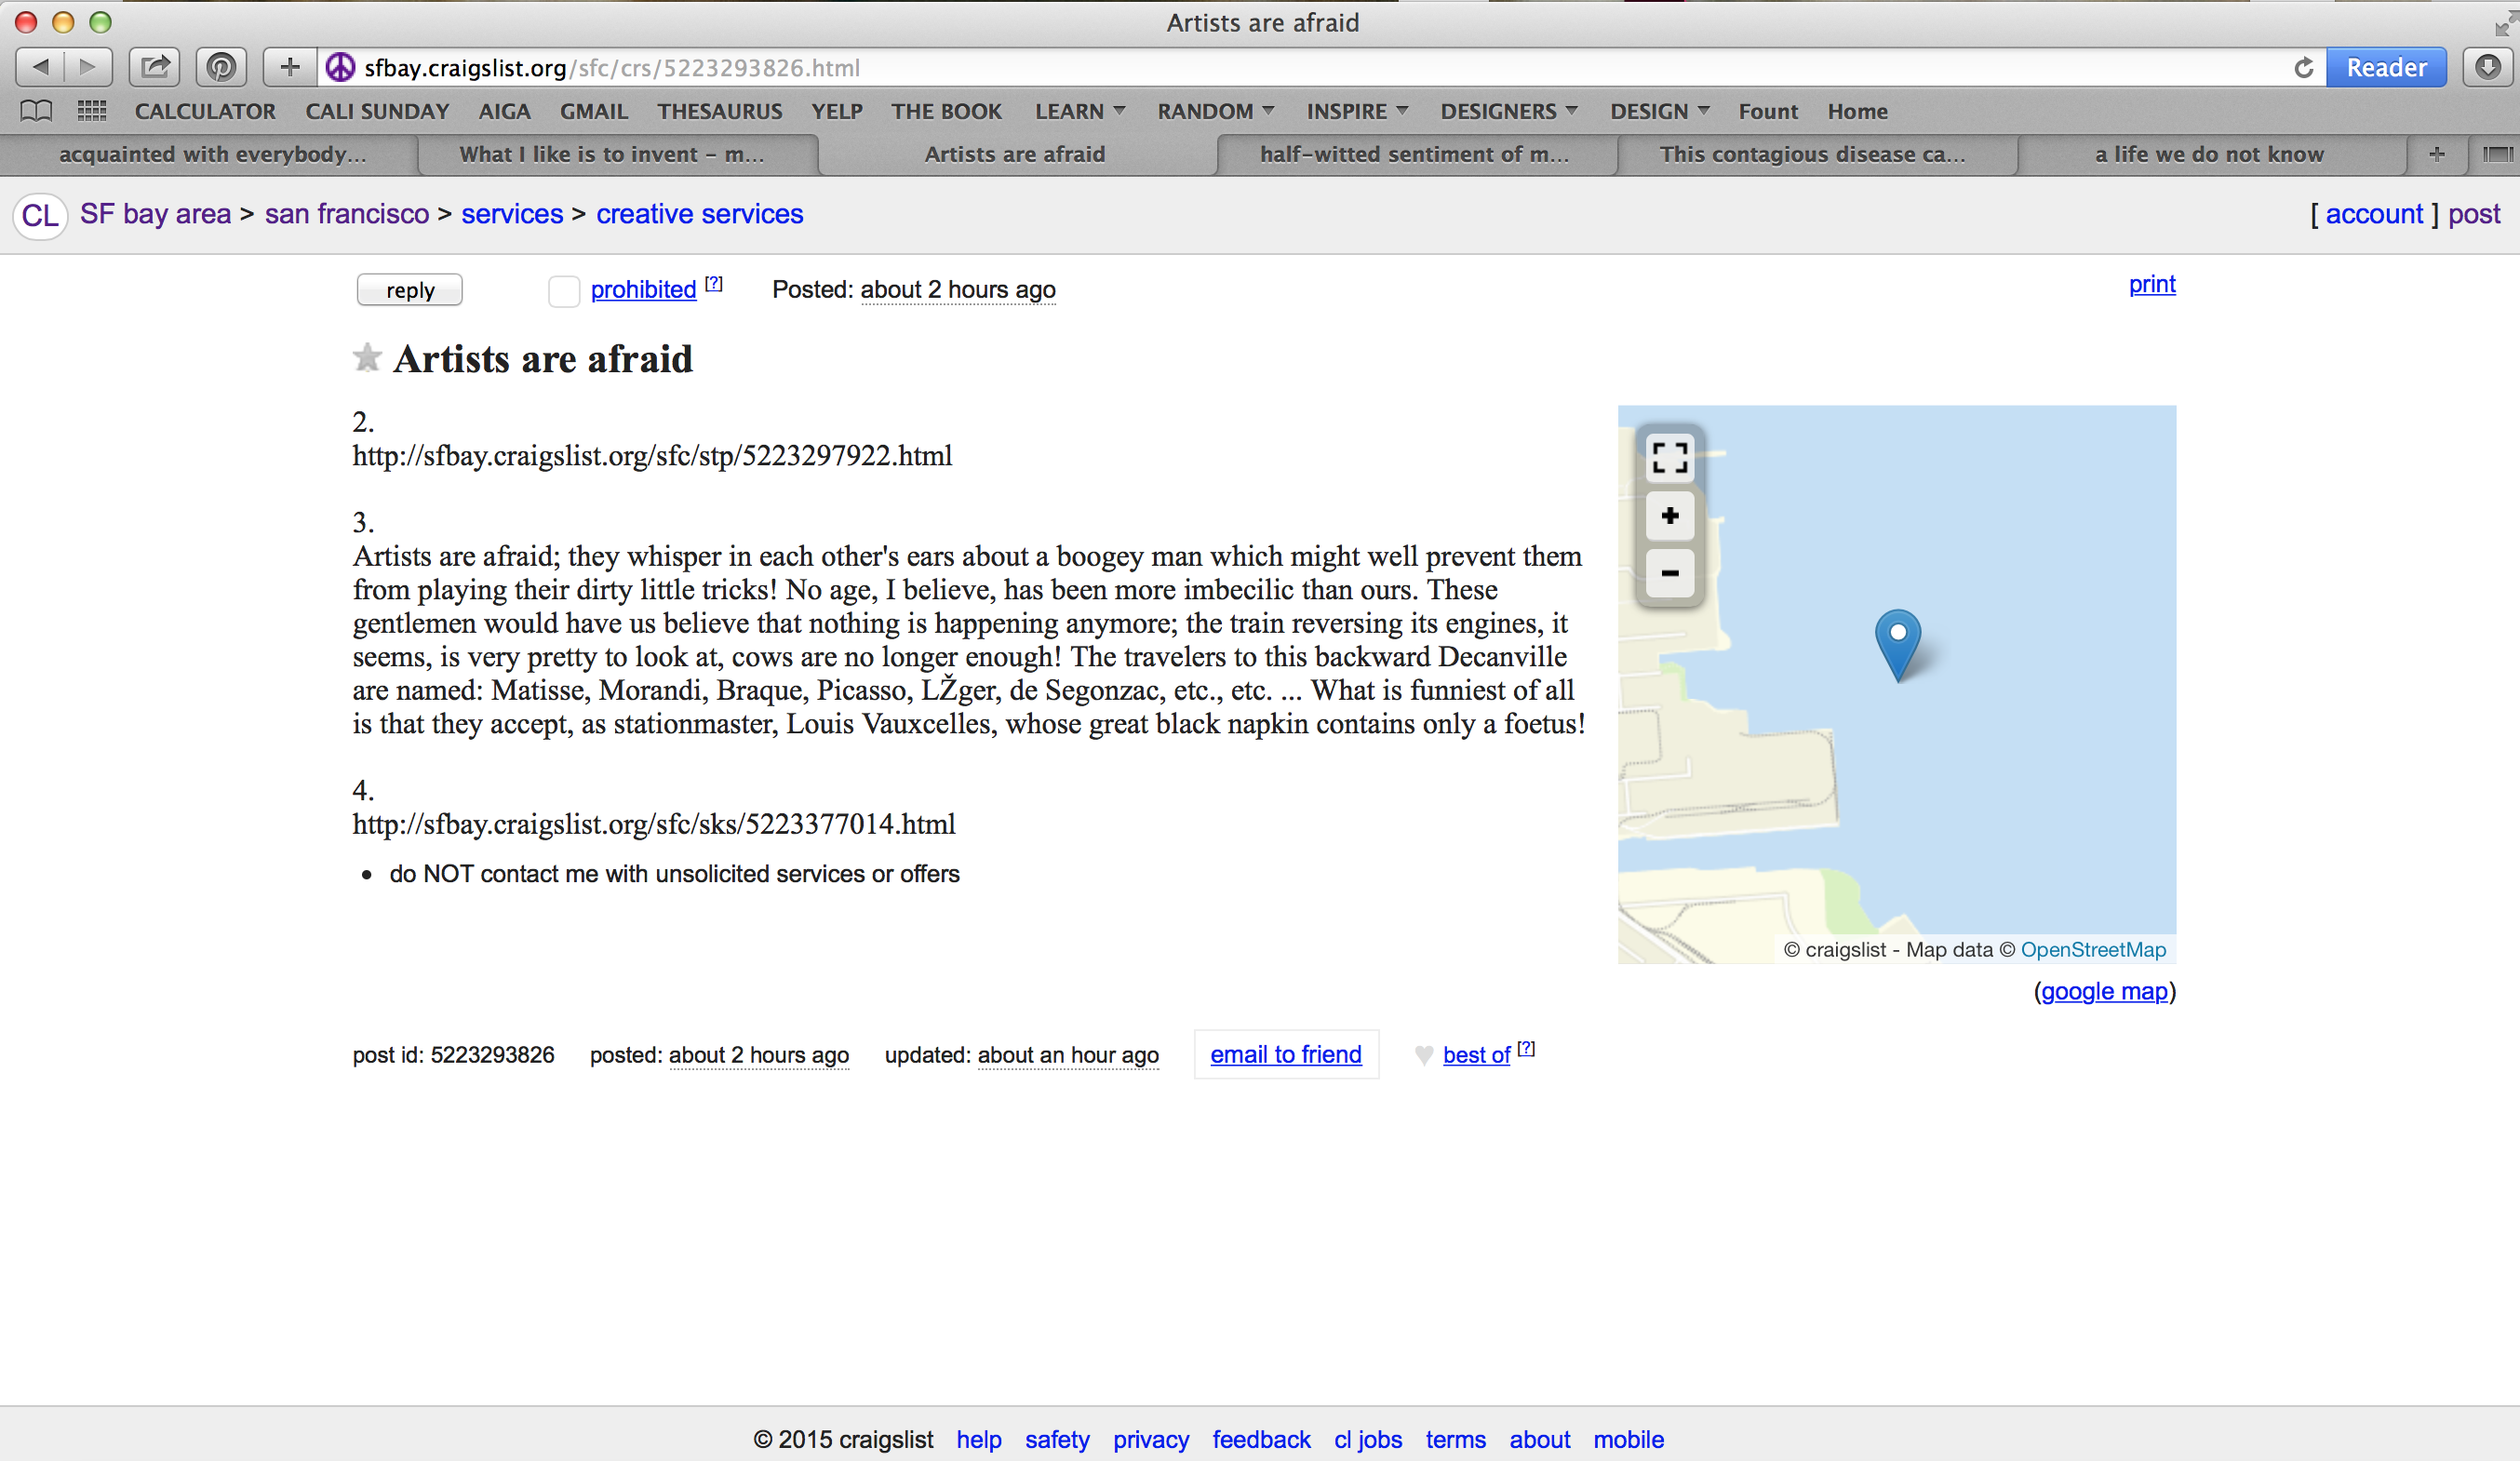 Artists are afraid
sfbay.craigslist.org/sfc/crs/5223293826.html
Reader
CALCULATOR CALI SUNDAY AIGA GMAIL THESAURUS YELP THE BOOK LEARN RANDOM INSPIRE DESIGNERS DESIGN Fount Home
acquainted with everybody... What I like is to invent - m... Artists are afraid half-witted sentiment of m... This contagious disease ca... a life we do not know
CL SF bay area > san francisco > services > creative services [ account ] post
reply prohibited [?] Posted: about 2 hours ago print
Artists are afraid
2.
http://sfbay.craigslist.org/sfc/stp/5223297922.html
3.
Artists are afraid; they whisper in each other's ears about a boogey man which might well prevent them
from playing their dirty little tricks! No age, I believe, has been more imbecilic than ours. These
gentlemen would have us believe that nothing is happening anymore; the train reversing its engines, it
seems, is very pretty to look at, cows are no longer enough! The travelers to this backward Decanville
are named: Matisse, Morandi, Braque, Picasso, LŽger, de Segonzac, etc., etc. ... What is funniest of all
is that they accept, as stationmaster, Louis Vauxcelles, whose great black napkin contains only a foetus!
4.
http://sfbay.craigslist.org/sfc/sks/5223377014.html
• do NOT contact me with unsolicited services or offers
+
-
© craigslist - Map data © OpenStreetMap
(google map)
post id: 5223293826 posted: about 2 hours ago updated: about an hour ago email to friend best of [?]
© 2015 craigslist help safety privacy feedback cl jobs terms about mobile